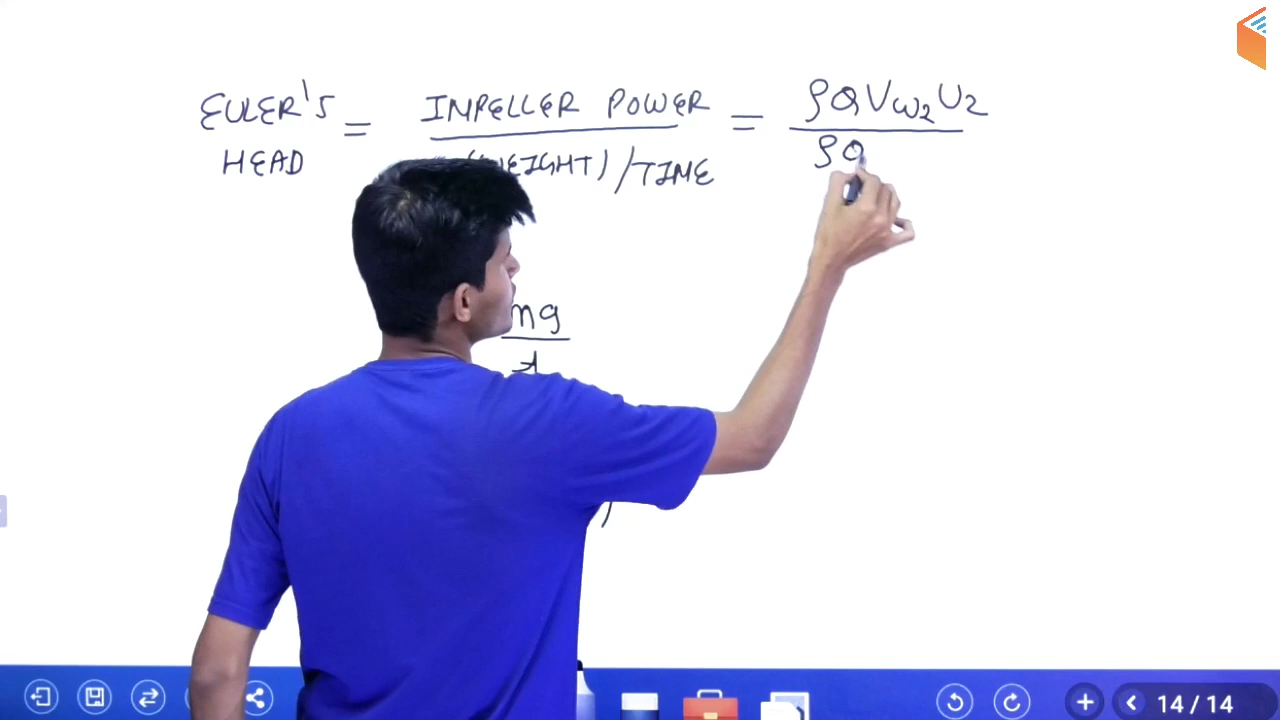 EULER'S HEAD = IMPELLER POWER / TIME = ρQVw2U2
ρQ
mg
t
14 / 14